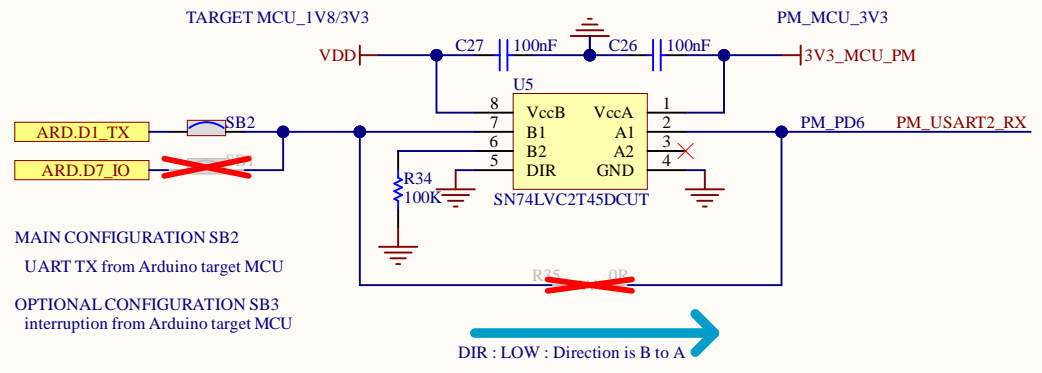 TARGET MCU_1V8/3V3
PM_MCU_3V3
VDD
C27
100nF
C26
100nF
3V3_MCU_PM
U5
8
VccB
VccA
1
ARD.D1_TX
SB2
7
B1
A1
2
PM_PD6
PM_USART2_RX
6
B2
A2
3
ARD.D7_IO
5
DIR
GND
4
R34
100K
SN74LVC2T45DCUT
MAIN CONFIGURATION SB2
UART TX from Arduino target MCU
R35
0R
OPTIONAL CONFIGURATION SB3
interruption from Arduino target MCU
DIR : LOW : Direction is B to A